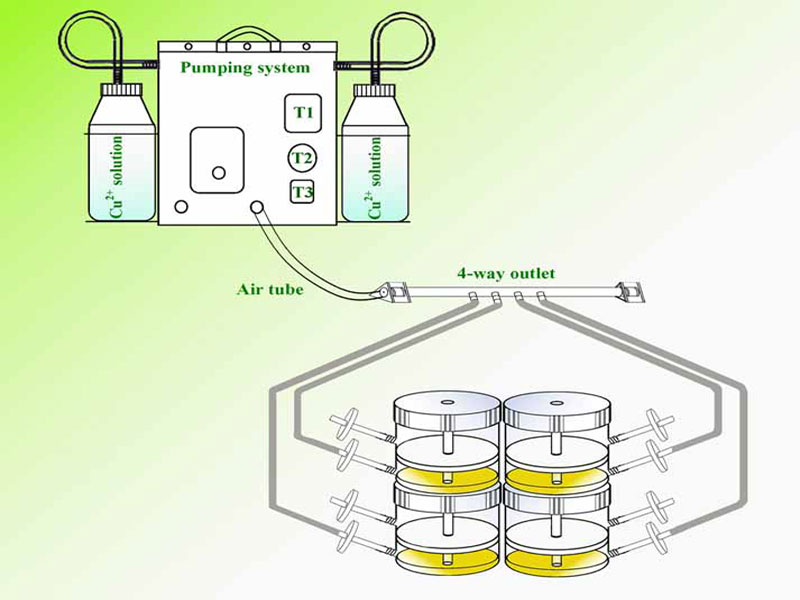 Pumping system
T1
T2
T3
Cu²⁺ solution
Cu²⁺ solution
4-way outlet
Air tube